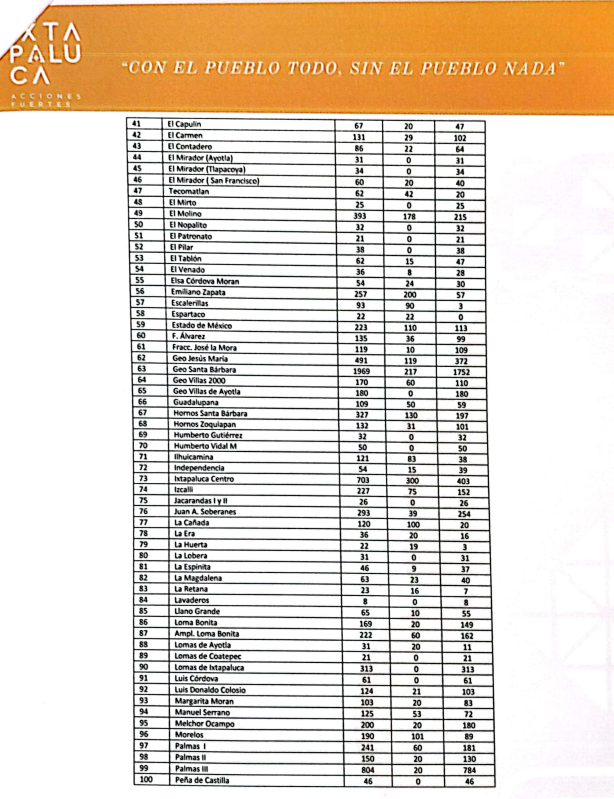 IXTA
PALU
CA
ACCIONES
FUERTES
"CON EL PUEBLO TODO, SIN EL PUEBLO NADA"
41 El Capulin 67 20 47
42 El Carmen 131 29 102
43 El Contadero 86 22 64
44 El Mirador (Ayotla) 31 0 31
45 El Mirador (Tlapacoya) 34 0 34
46 El Mirador ( San Francisco) 60 20 40
47 Tecomatlan 62 42 20
48 El Mirto 25 0 25
49 El Molino 393 178 215
50 El Nopalito 32 0 32
51 El Patronato 21 0 21
52 El Pilar 38 0 38
53 El Tablón 62 15 47
54 El Venado 36 8 28
55 Elsa Córdova Moran 54 24 30
56 Emiliano Zapata 257 200 57
57 Escalerillas 93 90 3
58 Espartaco 22 22 0
59 Estado de México 223 110 113
60 F. Álvarez 135 36 99
61 Fracc. José la Mora 119 10 109
62 Geo Jesús María 491 119 372
63 Geo Santa Bárbara 1969 217 1752
64 Geo Villas 2000 170 60 110
65 Geo Villas de Ayotla 180 0 180
66 Guadalupana 109 50 59
67 Hornos Santa Bárbara 327 130 197
68 Hornos Zoquiapan 132 31 101
69 Humberto Gutiérrez 32 0 32
70 Humberto Vidal M 50 0 50
71 Ilhuicamina 121 83 38
72 Independencia 54 15 39
73 Ixtapaluca Centro 703 300 403
74 Izcalli 227 75 152
75 Jacarandas I y II 26 0 26
76 Juan A. Soberanes 293 39 254
77 La Cañada 120 100 20
78 La Era 36 20 16
79 La Huerta 22 19 3
80 La Lobera 31 0 31
81 La Espinita 46 9 37
82 La Magdalena 63 23 40
83 La Retana 23 16 7
84 Lavaderos 8 0 8
85 Llano Grande 65 10 55
86 Loma Bonita 169 20 149
87 Ampl. Loma Bonita 222 60 162
88 Lomas de Ayotla 31 20 11
89 Lomas de Coatepec 21 0 21
90 Lomas de Ixtapaluca 313 0 313
91 Luis Córdova 61 0 61
92 Luis Donaldo Colosio 124 21 103
93 Margarita Moran 103 20 83
94 Manuel Serrano 125 53 72
95 Melchor Ocampo 200 20 180
96 Morelos 190 101 89
97 Palmas I 241 60 181
98 Palmas II 150 20 130
99 Palmas III 804 20 784
100 Peña de Castilla 46 0 46